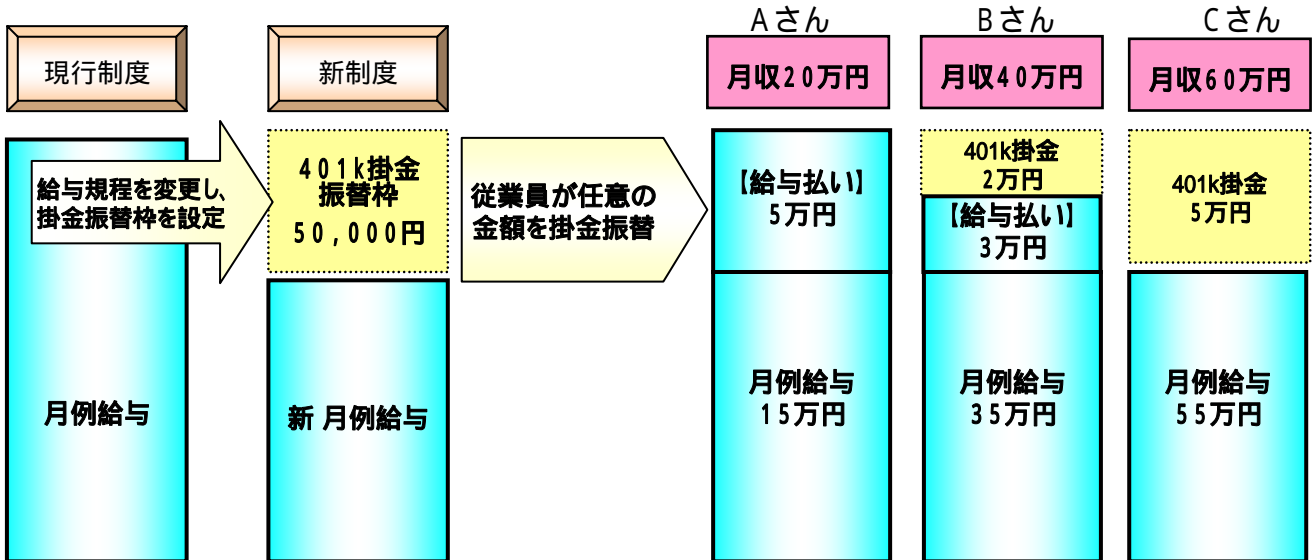 現行制度
新制度
給与規程を変更し、
掛金振替枠を設定
月例給与
401k掛金
振替枠
50,000円
新 月例給与
従業員が任意の
金額を掛金振替
Aさん
月収20万円
【給与払い】
5万円
月例給与
15万円
Bさん
月収40万円
401k掛金
2万円
【給与払い】
3万円
月例給与
35万円
Cさん
月収60万円
401k掛金
5万円
月例給与
55万円